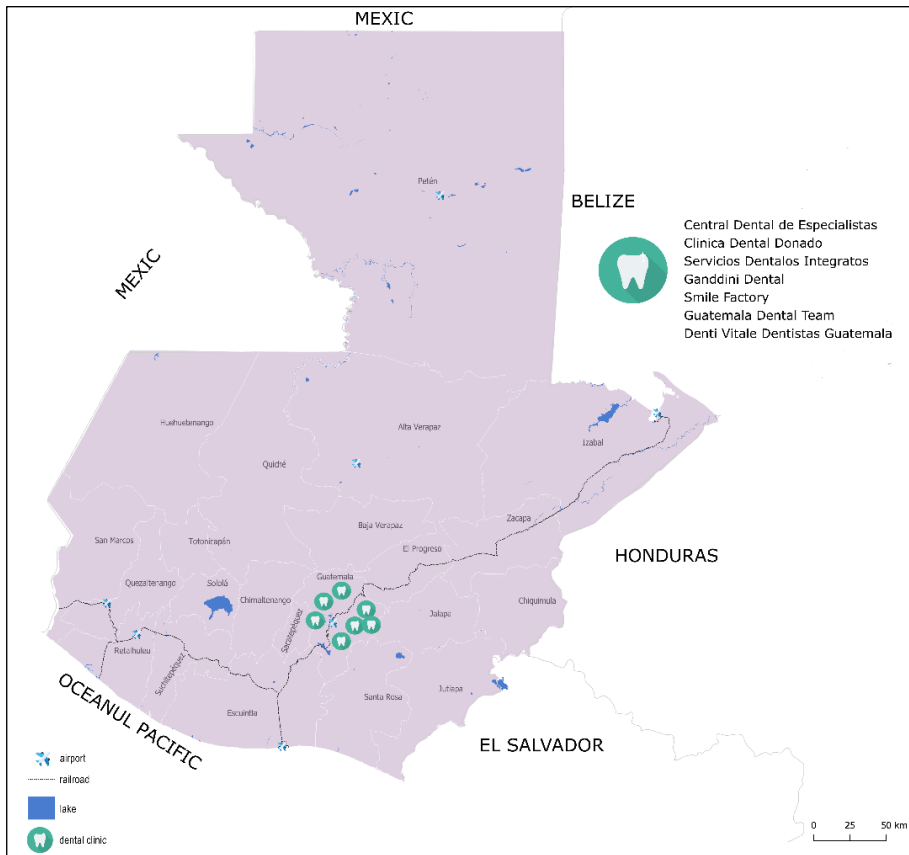 MEXIC
Petén
BELIZE
Central Dental de Especialistas
Clinica Dental Donado
Servicios Dentalos Integratos
Ganddini Dental
Smile Factory
Guatemala Dental Team
Denti Vitale Dentistas Guatemala
MEXIC
Huehuetenango
Alta Verapaz
Izabal
Quiché
Baja Verapaz
Zacapa
San Marcos
Totonicapán
El Progreso
HONDURAS
Quezaltenango
Sololá
Guatemala
Chimaltenango
Chiquimula
Jalapa
Sacatepéquez
Retalhuleu
Suchitepéquez
Santa Rosa
Jutiapa
Escuintla
OCEANUL PACIFIC
EL SALVADOR
airport
railroad
lake
dental clinic
0 25 50 km